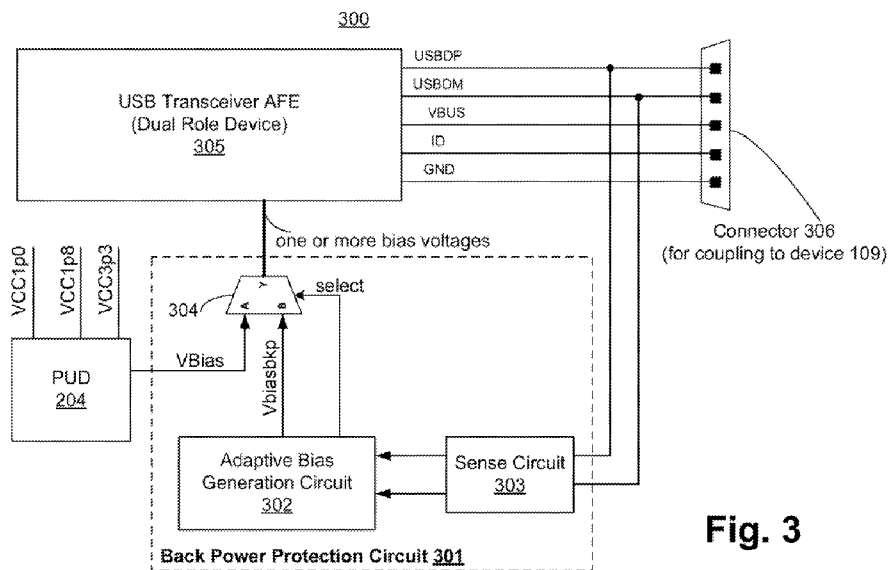 300
USBDP
USBDM
VBUS
ID
GND
USB Transceiver AFE
(Dual Role Device)
305
Connector 306
(for coupling to device 109)
one or more bias voltages
VCC1p0
VCC1p8
VCC3p3
304
Y
A
B
select
PUD
204
VBias
Vbiasbkp
Adaptive Bias
Generation Circuit
302
Sense Circuit
303
Back Power Protection Circuit 301
Fig. 3